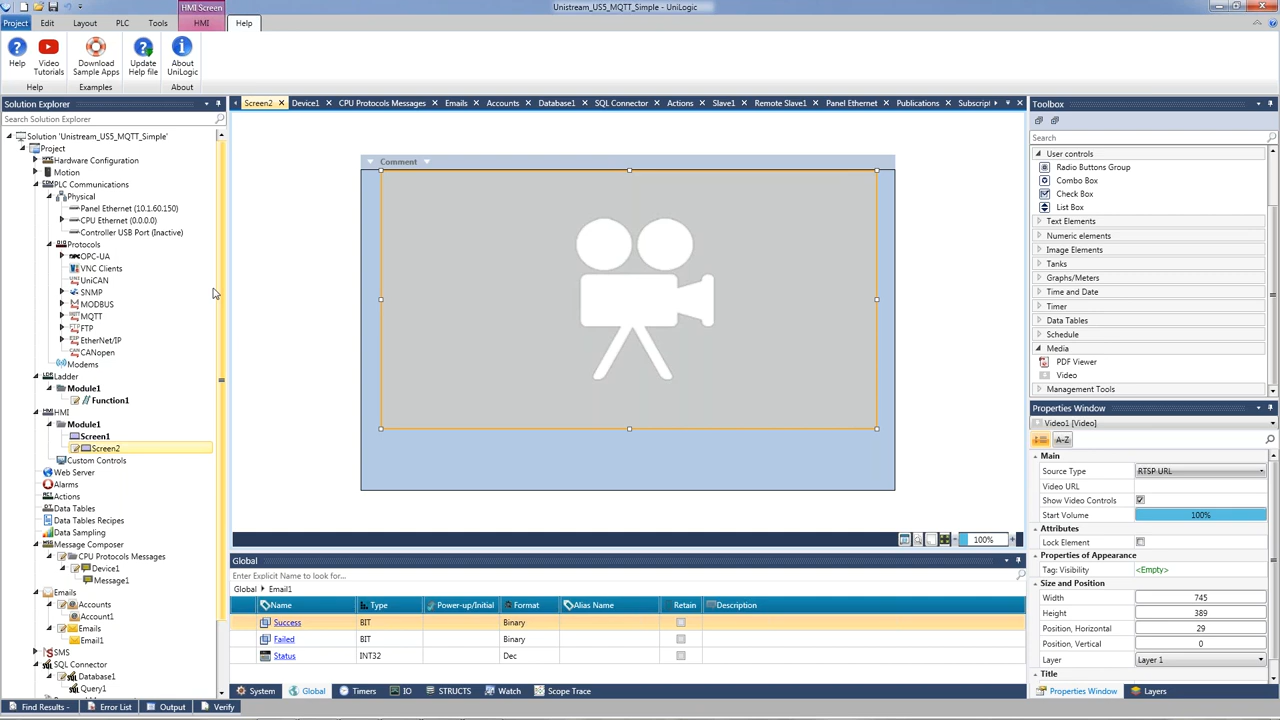 HMI Screen
Unistream_US5_MQTT_Simple - UniLogic
Project Edit Layout PLC Tools HMI Help
Help Video Tutorials Download Sample Apps Update Help file About UniLogic
Help Examples About
Solution Explorer
Search Solution Explorer
Solution 'Unistream_US5_MQTT_Simple'
Project
Hardware Configuration
Motion
PLC Communications
Physical
Panel Ethernet (10.1.60.150)
CPU Ethernet (0.0.0.0)
Controller USB Port (Inactive)
Protocols
OPC-UA
VNC Clients
UniCAN
SNMP
MODBUS
MQTT
FTP
EtherNet/IP
CANopen
Modems
Ladder
Module1
Function1
HMI
Module1
Screen1
Screen2
Custom Controls
Web Server
Alarms
Actions
Data Tables
Data Tables Recipes
Data Sampling
Message Composer
CPU Protocols Messages
Device1
Message1
Emails
Accounts
Account1
Emails
Email1
SMS
SQL Connector
Database1
Query1
Screen2 Device1 CPU Protocols Messages Emails Accounts Database1 SQL Connector Actions Slave1 Remote Slave1 Panel Ethernet Publications Subscript
Comment
100%
Global
Enter Explicit Name to look for...
Global Email1
Name Type Power-up/Initial Format Alias Name Retain Description
Success BIT Binary
Failed BIT Binary
Status INT32 Dec
System Global Timers IO STRUCTS Watch Scope Trace
Toolbox
Search
User controls
Radio Buttons Group
Combo Box
Check Box
List Box
Text Elements
Numeric elements
Image Elements
Tanks
Graphs/Meters
Time and Date
Timer
Data Tables
Schedule
Media
PDF Viewer
Video
Management Tools
Properties Window
Video1 [Video]
A-Z
Main
Source Type RTSP URL
Video URL
Show Video Controls
Start Volume 100%
Attributes
Lock Element
Properties of Appearance
Tag: Visibility <Empty>
Size and Position
Width 745
Height 389
Position, Horizontal 29
Position, Vertical 0
Layer Layer 1
Title
Properties Window Layers
Find Results - Error List Output Verify